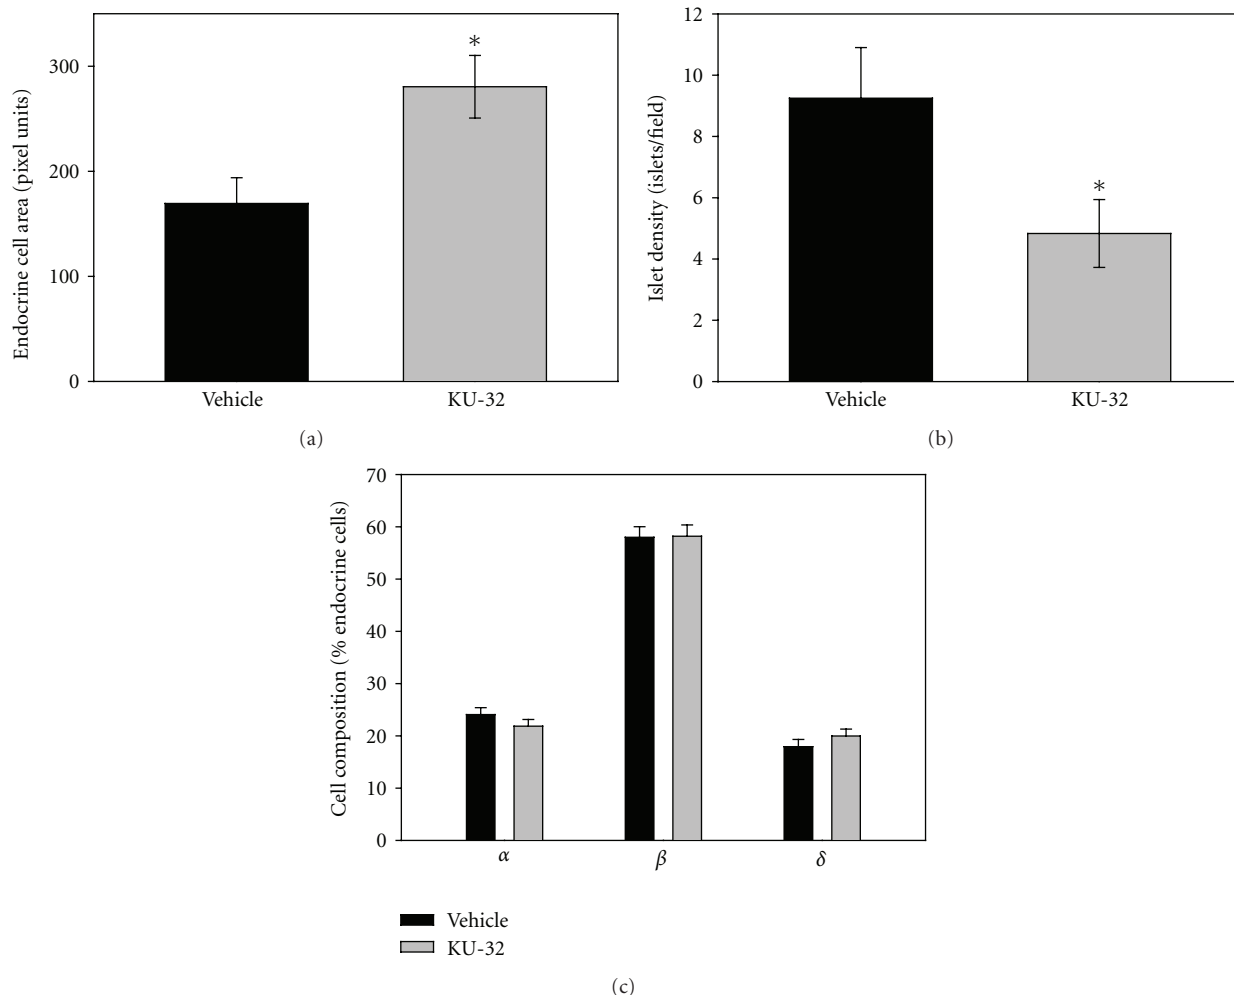 Endocrine cell area (pixel units)
300
200
100
0
*
Vehicle
KU-32
(a)
Islet density (islets/field)
12
10
8
6
4
2
0
*
Vehicle
KU-32
(b)
Cell composition (% endocrine cells)
70
60
50
40
30
20
10
0
α
β
δ
Vehicle
KU-32
(c)